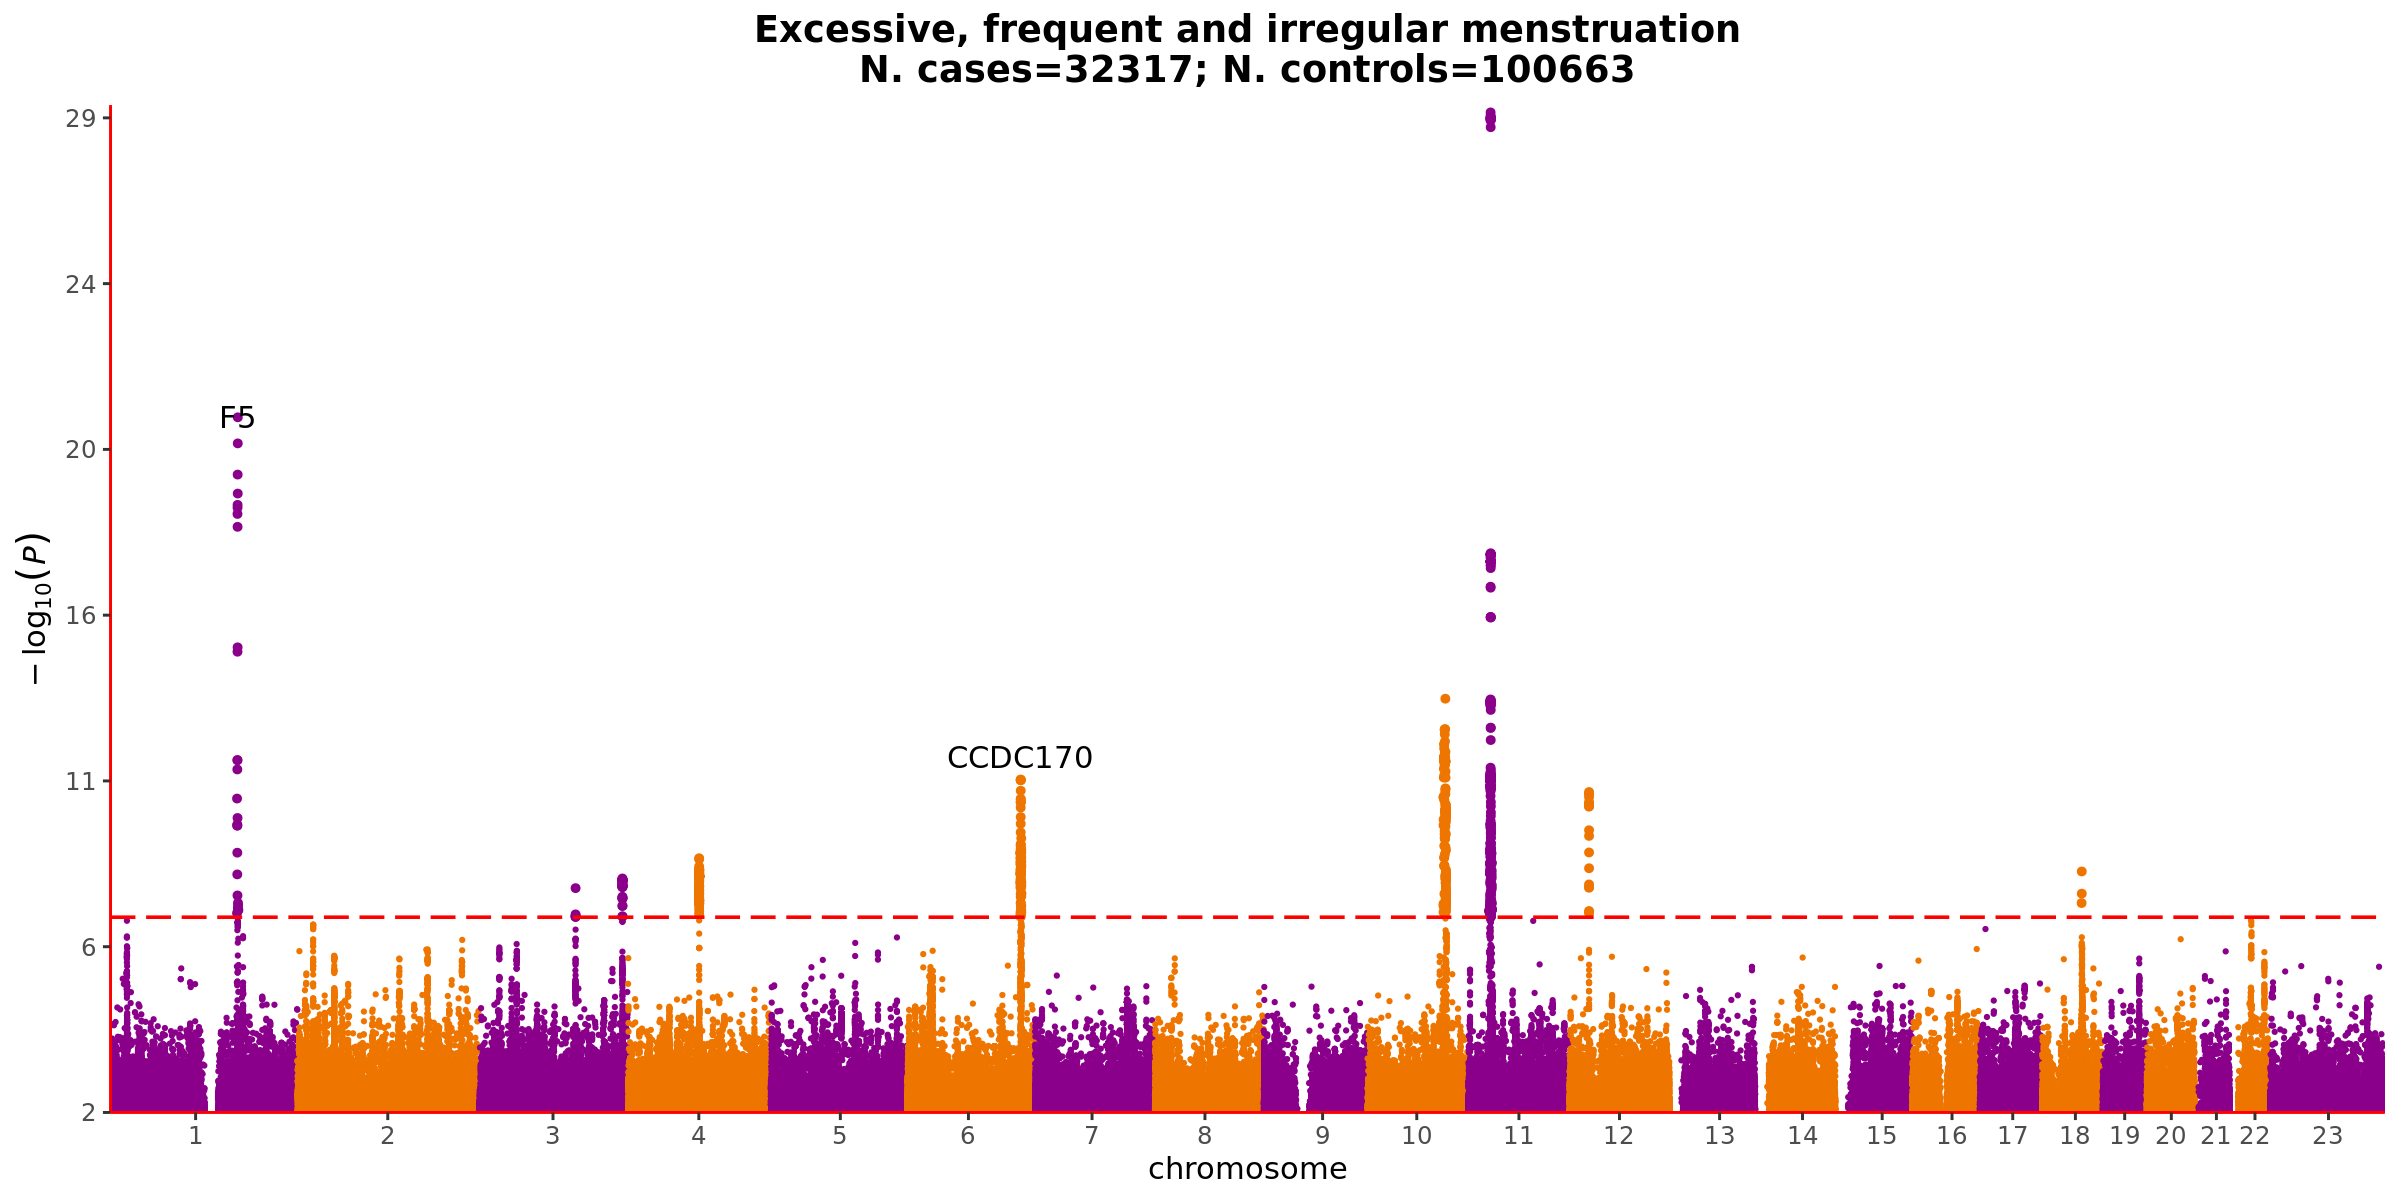 Excessive, frequent and irregular menstruation
N. cases=32317; N. controls=100663
29
24
20
16
11
6
2
−log10(P)
F5
CCDC170
1 2 3 4 5 6 7 8 9 10 11 12 13 14 15 16 17 18 19 20 21 22 23
chromosome